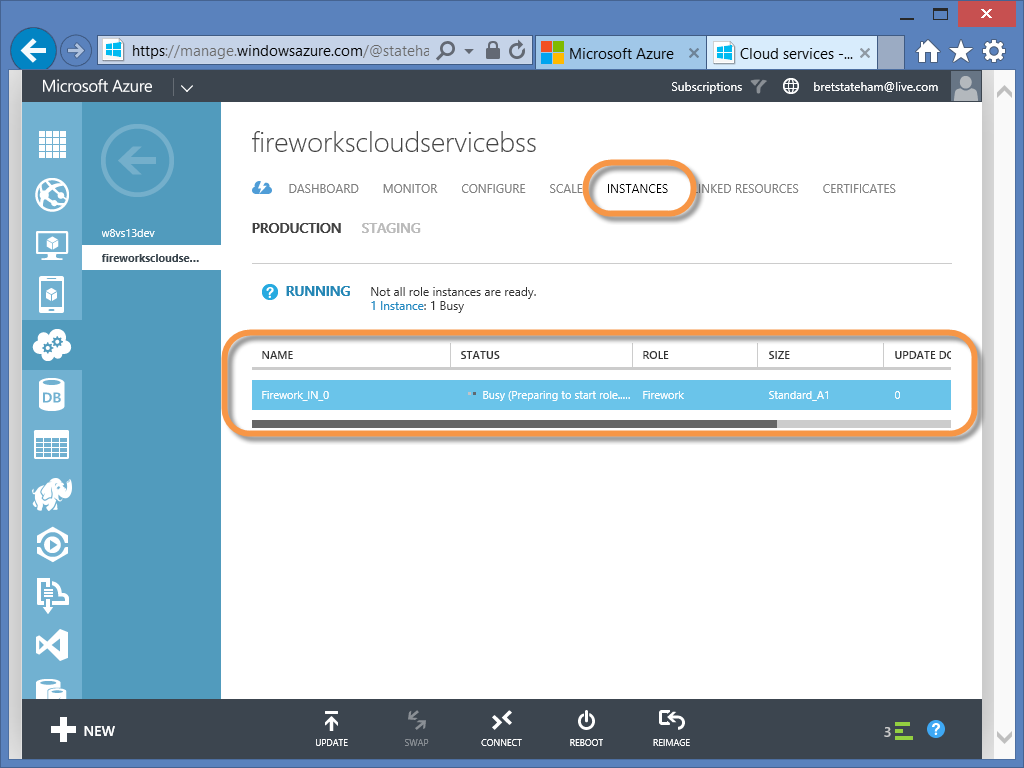 https://manage.windowsazure.com/@stateha
Microsoft Azure
Cloud services -...
Microsoft Azure
Subscriptions
bretstateham@live.com
fireworkscloudservicebss
DASHBOARD MONITOR CONFIGURE SCALE INSTANCES INKED RESOURCES CERTIFICATES
w8vs13dev
fireworkscloudse...
PRODUCTION STAGING
? RUNNING Not all role instances are ready.
1 Instance: 1 Busy
NAME STATUS ROLE SIZE UPDATE DO
Firework_IN_0 Busy (Preparing to start role.... Firework Standard_A1 0
DB
NEW
UPDATE SWAP CONNECT REBOOT REIMAGE
3 ?